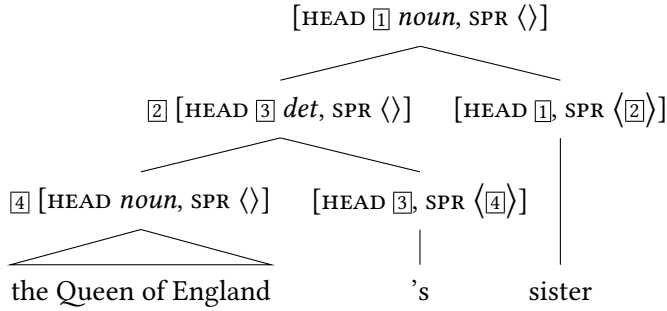 [HEAD 1 noun, SPR ⟨⟩]
2 [HEAD 3 det, SPR ⟨⟩] [HEAD 1, SPR ⟨2⟩]
4 [HEAD noun, SPR ⟨⟩] [HEAD 3, SPR ⟨4⟩]
the Queen of England 's sister